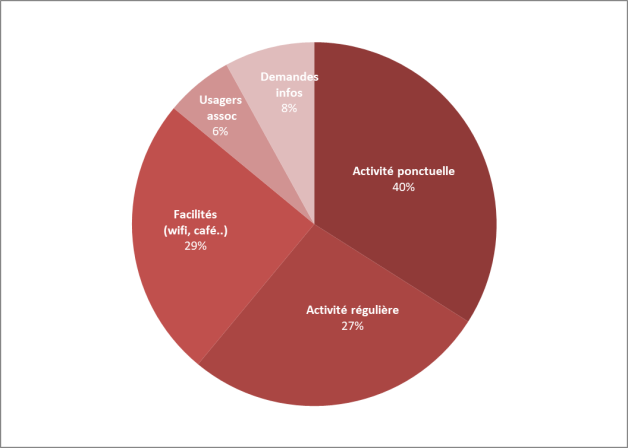 Demandes
infos
8%
Usagers
assoc
6%
Activité ponctuelle
40%
Facilités
(wifi, café..)
29%
Activité régulière
27%